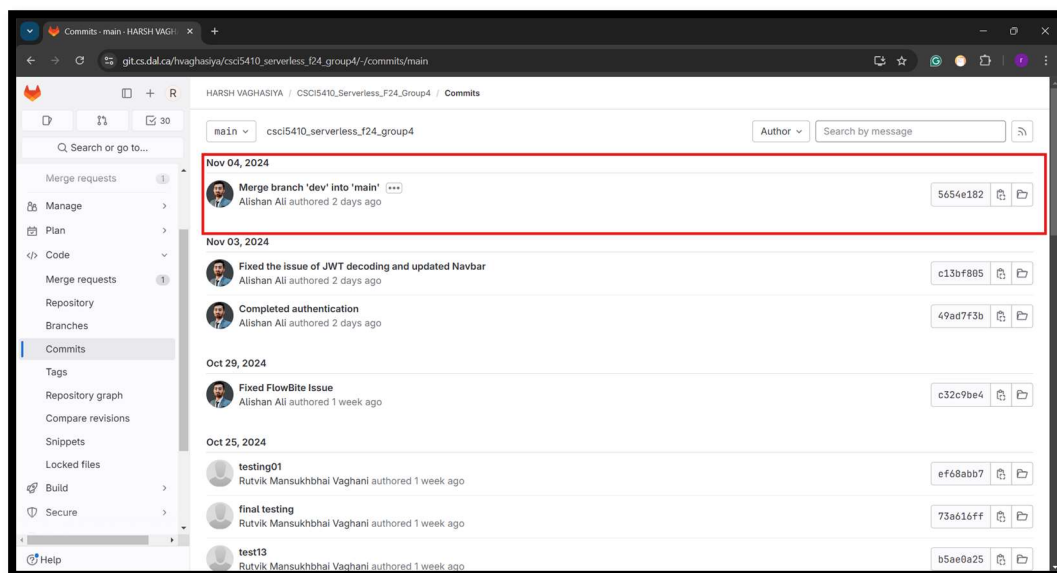 Commits · main · HARSH VAGH
git.cs.dal.ca/hvaghasiya/csci5410_serverless_f24_group4/-/commits/main
r
R
30
Search or go to...
Merge requests 1
Manage
Plan
Code
Merge requests 1
Repository
Branches
Commits
Tags
Repository graph
Compare revisions
Snippets
Locked files
Build
Secure
Help
HARSH VAGHASIYA / CSCI5410_Serverless_F24_Group4 / Commits
main csci5410_serverless_f24_group4 Author Search by message
Nov 04, 2024
Merge branch 'dev' into 'main'
Alishan Ali authored 2 days ago
5654e182
Nov 03, 2024
Fixed the issue of JWT decoding and updated Navbar
Alishan Ali authored 2 days ago
c13bf805
Completed authentication
Alishan Ali authored 2 days ago
49ad7f3b
Oct 29, 2024
Fixed FlowBite Issue
Alishan Ali authored 1 week ago
c32c9be4
Oct 25, 2024
testing01
Rutvik Mansukhbhai Vaghani authored 1 week ago
ef68abb7
final testing
Rutvik Mansukhbhai Vaghani authored 1 week ago
73a616ff
test13
Rutvik Mansukhbhai Vaghani authored 1 week ago
b5ae0a25